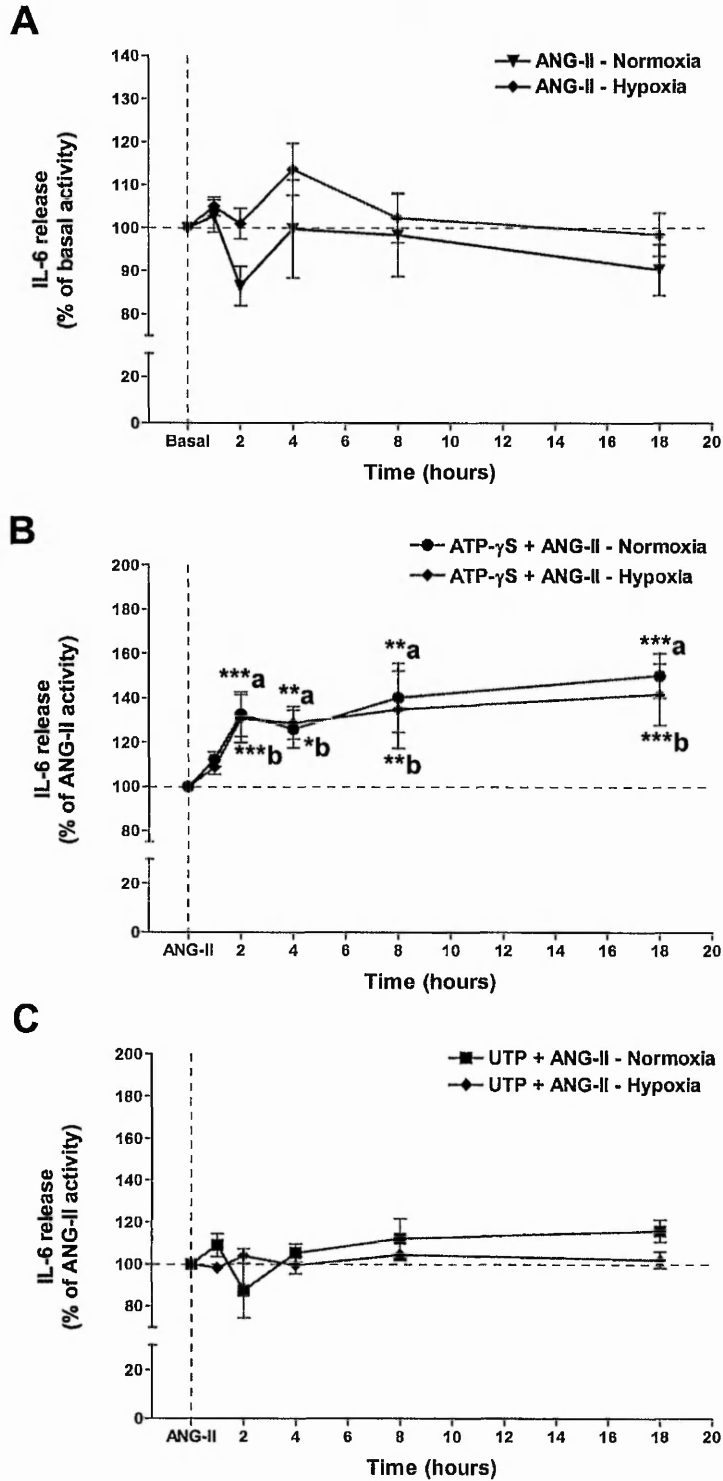 A
ANG-II - Normoxia
ANG-II - Hypoxia
IL-6 release
(% of basal activity)
140
130
120
110
100
90
80
20
0
Basal 2 4 6 8 10 12 14 16 18 20
Time (hours)
B
ATP-γS + ANG-II - Normoxia
ATP-γS + ANG-II - Hypoxia
IL-6 release
(% of ANG-II activity)
200
180
160
140
120
100
80
20
0
***a
**a
**a
***a
***b
*b
**b
***b
ANG-II 2 4 6 8 10 12 14 16 18 20
Time (hours)
C
UTP + ANG-II - Normoxia
UTP + ANG-II - Hypoxia
IL-6 release
(% of ANG-II activity)
200
180
160
140
120
100
80
20
0
ANG-II 2 4 6 8 10 12 14 16 18 20
Time (hours)